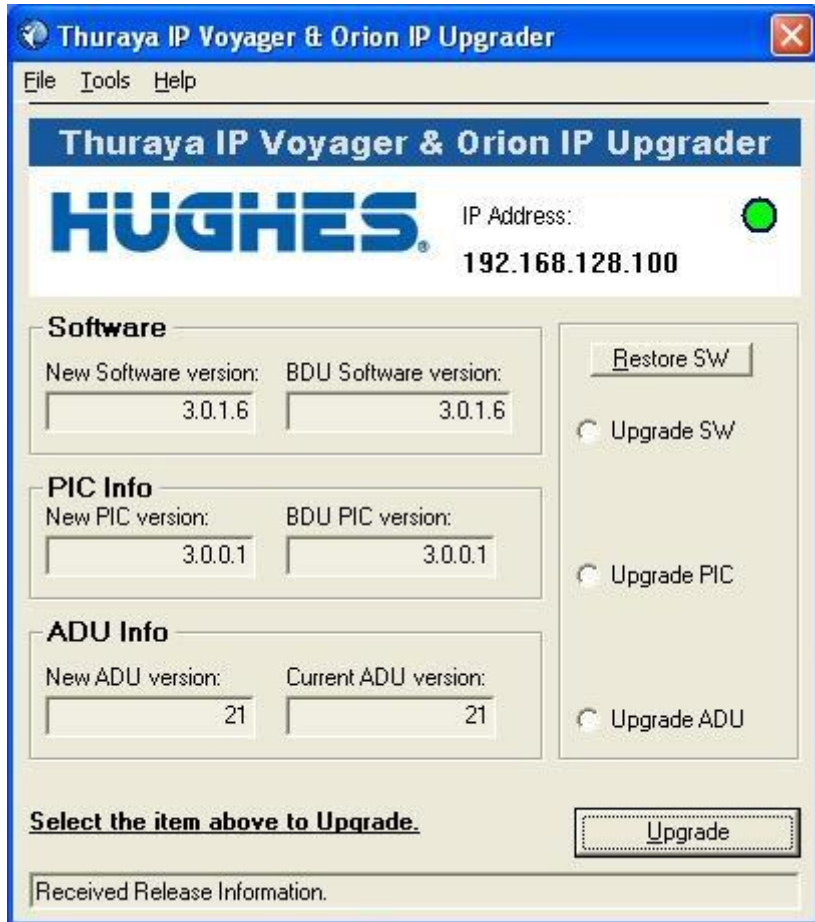 Thuraya IP Voyager & Orion IP Upgrader
File Tools Help
Thuraya IP Voyager & Orion IP Upgrader
HUGHES®
IP Address:
192.168.128.100
Software
New Software version: BDU Software version:
3.0.1.6 3.0.1.6
PIC Info
New PIC version: BDU PIC version:
3.0.0.1 3.0.0.1
ADU Info
New ADU version: Current ADU version:
21 21
Restore SW
Upgrade SW
Upgrade PIC
Upgrade ADU
Select the item above to Upgrade.
Upgrade
Received Release Information.